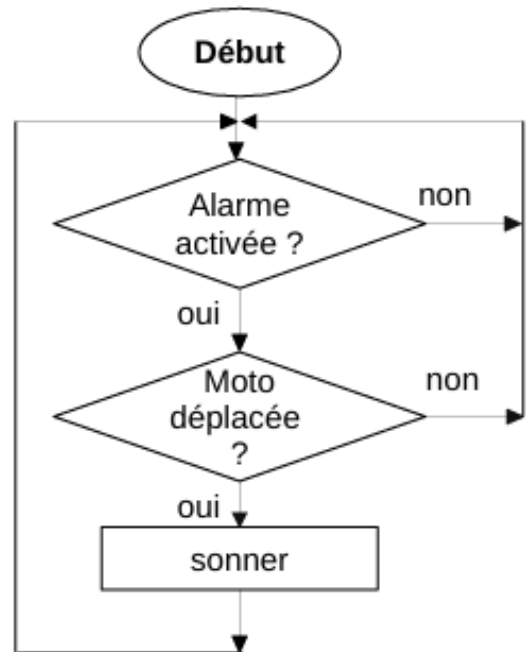 Début
Alarme
activée ?
non
oui
Moto
déplacée
?
non
oui
sonner